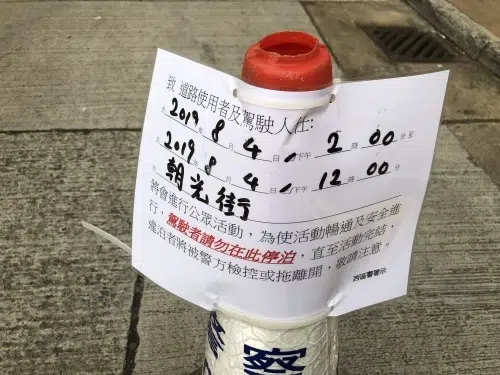 致 道路使用者及駕駛人仕:
由 2019 年 8 月 4 日 上/下午 2 時 00 分至
至 2019 年 8 月 4 日 上/下午 12 時 00 分
朝光街
將會進行公眾活動，為使活動暢通及安全進
行，駕駛者請勿在此停泊，直至活動完結，
違泊者將被警方檢控或拖離開，敬請注意。
西區警署示
警察